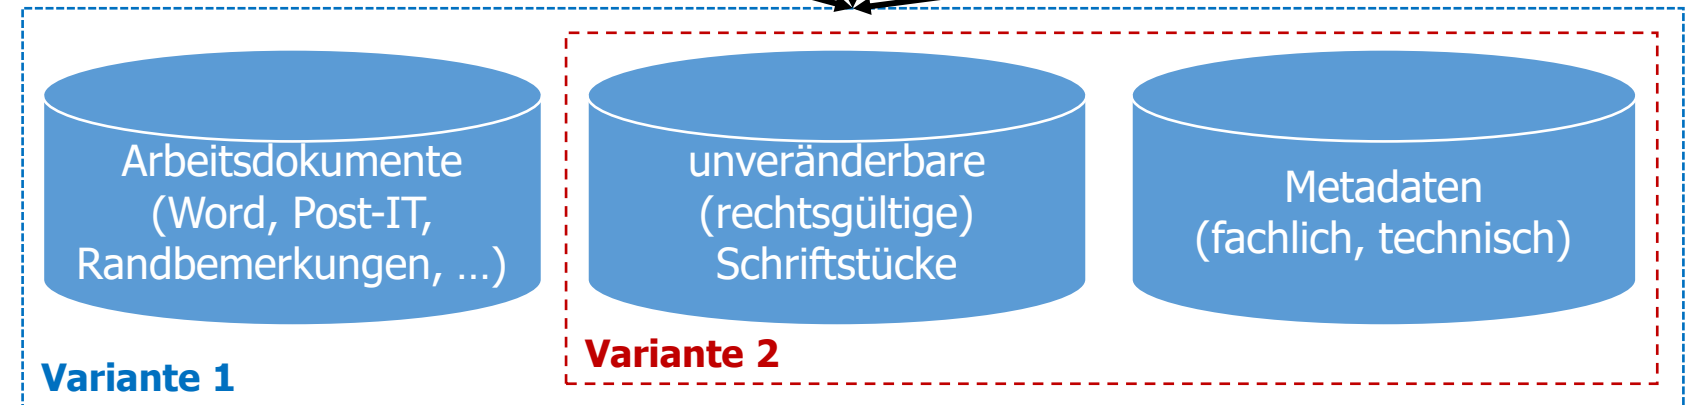 Arbeitsdokumente
(Word, Post-IT,
Randbemerkungen, …)
unveränderbare
(rechtsgültige)
Schriftstücke
Metadaten
(fachlich, technisch)
Variante 2
Variante 1